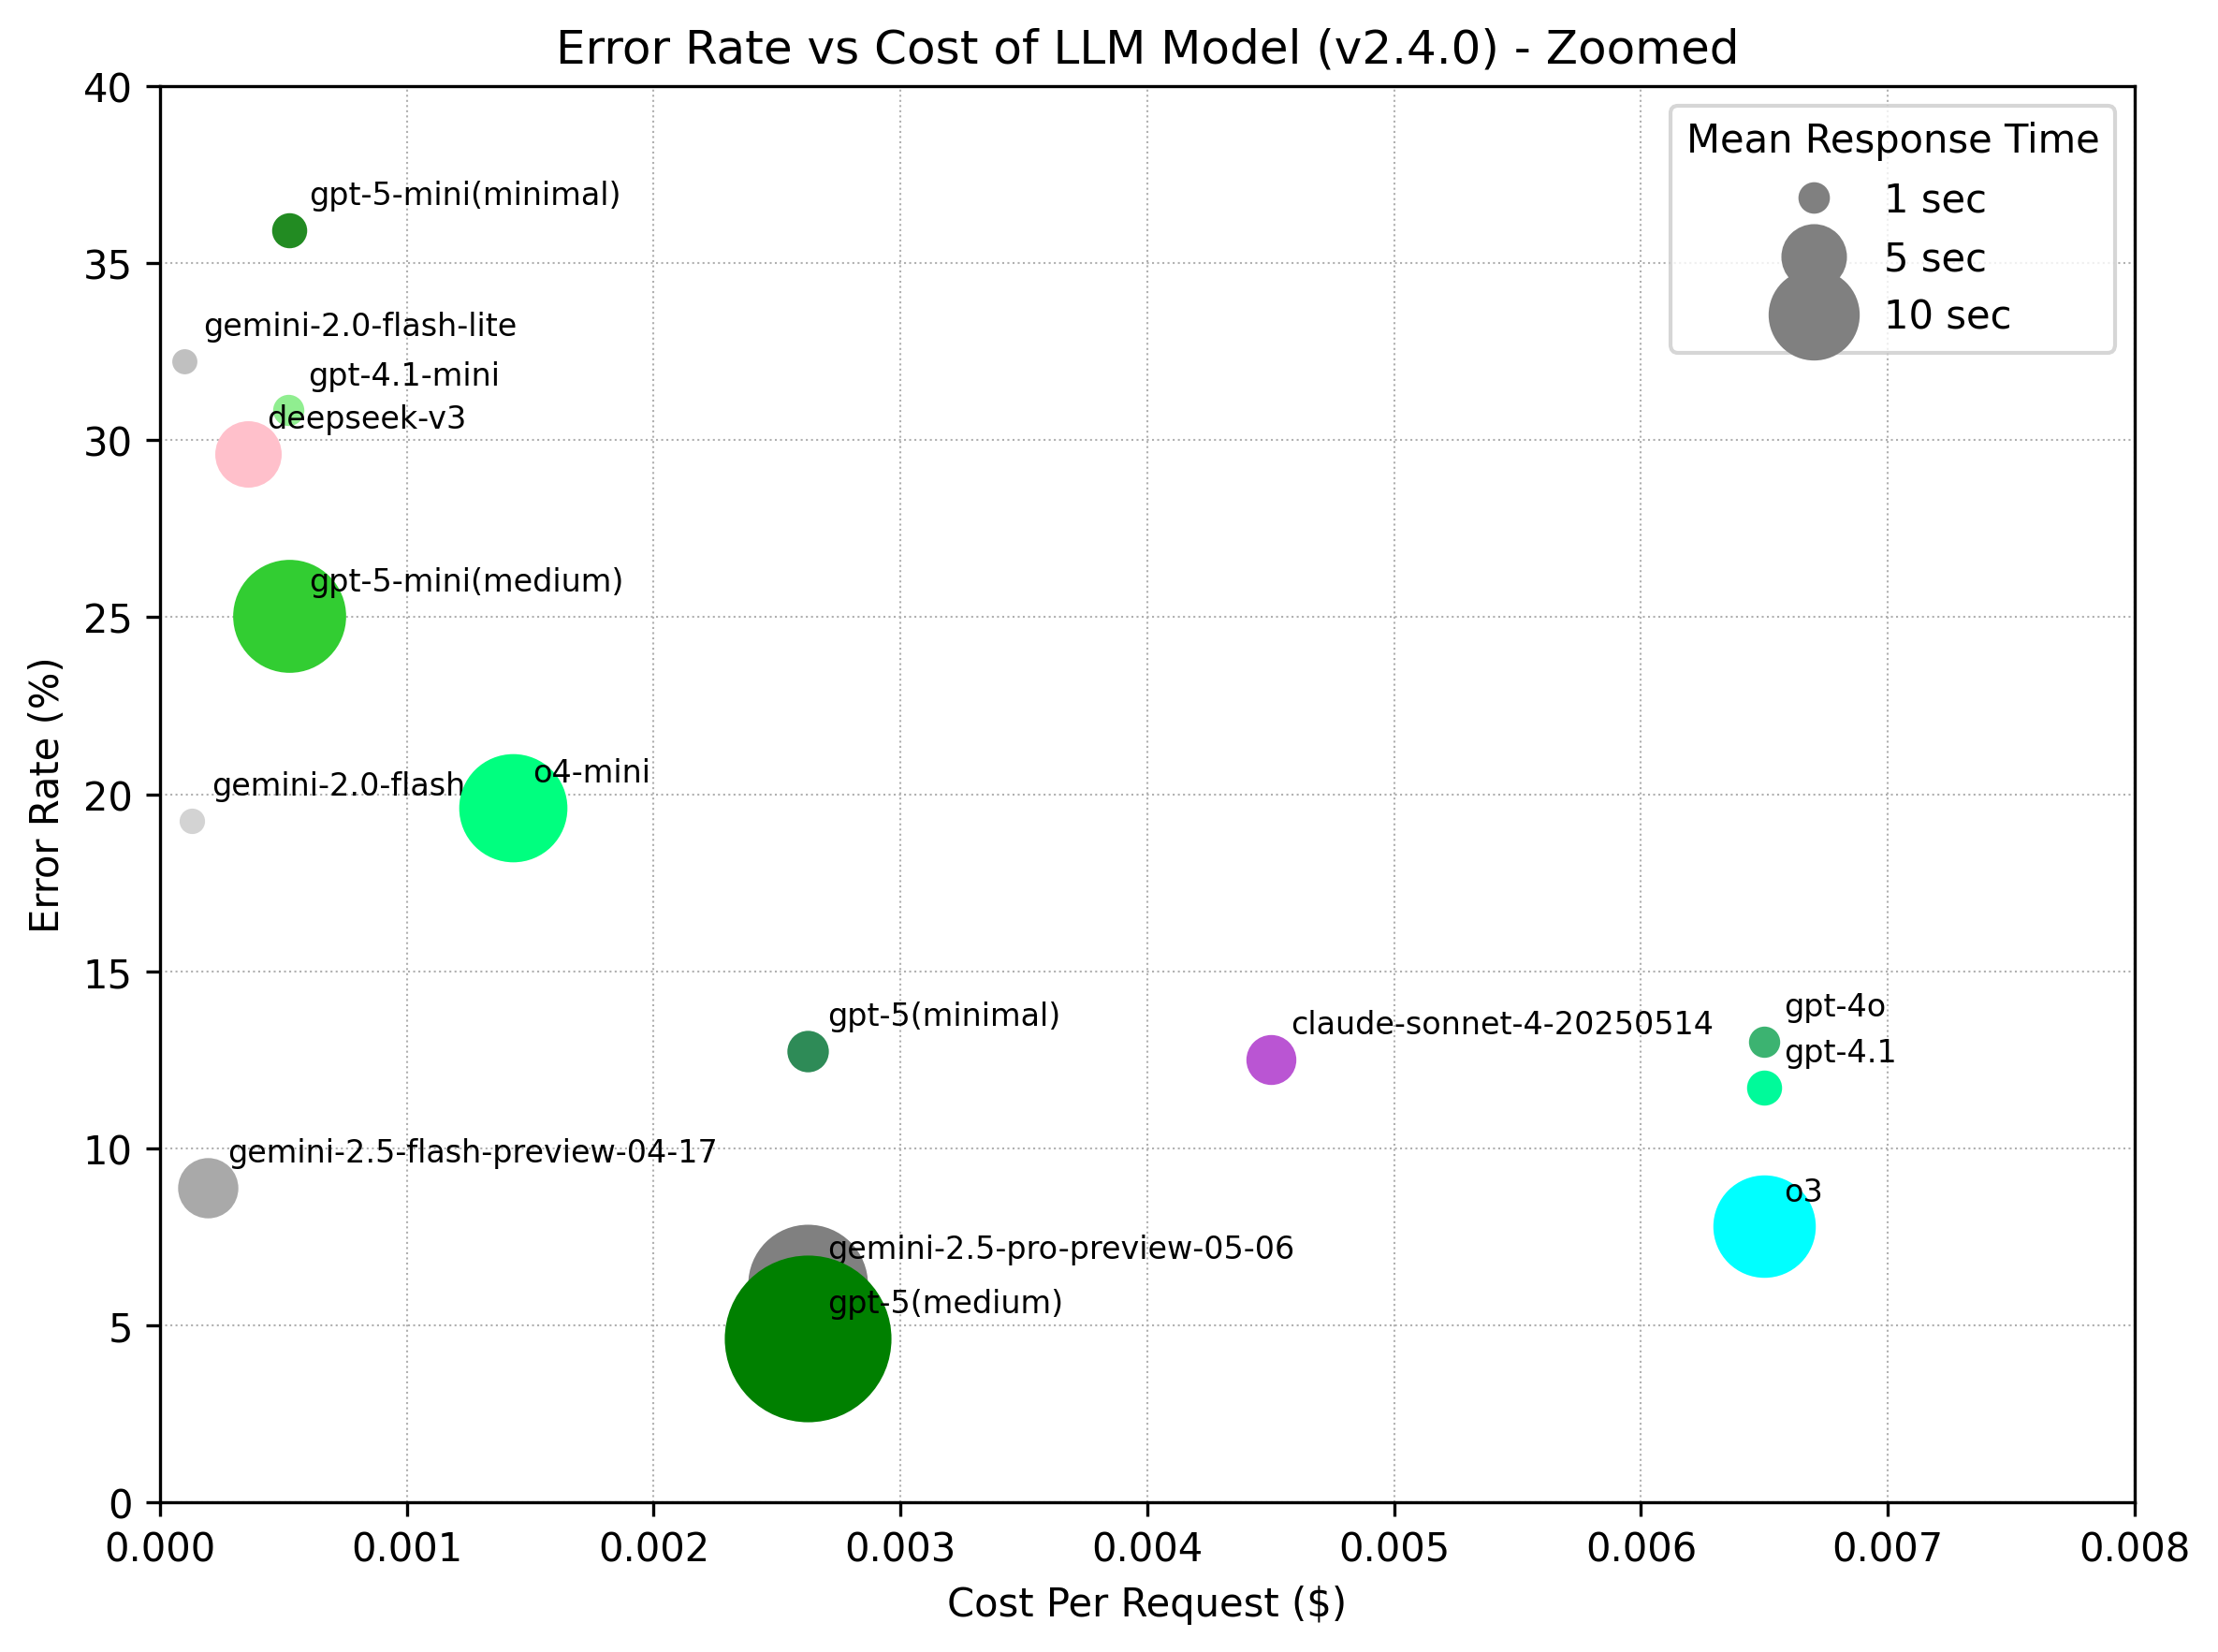 Error Rate vs Cost of LLM Model (v2.4.0) - Zoomed
Mean Response Time
1 sec
5 sec
10 sec
Error Rate (%)
40
35
30
25
20
15
10
5
0
gpt-5-mini(minimal)
gemini-2.0-flash-lite
gpt-4.1-mini
deepseek-v3
gpt-5-mini(medium)
o4-mini
gemini-2.0-flash
gpt-4o
gpt-5(minimal)
claude-sonnet-4-20250514
gpt-4.1
gemini-2.5-flash-preview-04-17
o3
gemini-2.5-pro-preview-05-06
gpt-5(medium)
0.000 0.001 0.002 0.003 0.004 0.005 0.006 0.007 0.008
Cost Per Request ($)